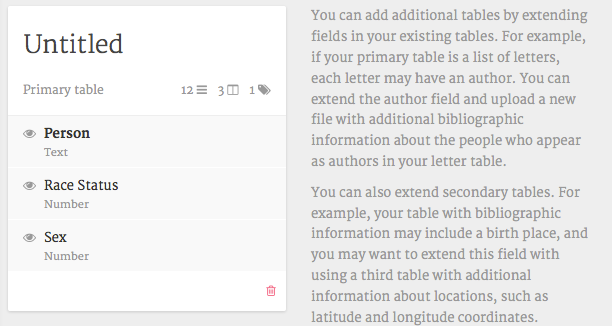 Untitled
Primary table 12 3 1
Person
Text
Race Status
Number
Sex
Number
You can add additional tables by extending
fields in your existing tables. For example,
if your primary table is a list of letters,
each letter may have an author. You can
extend the author field and upload a new
file with additional bibliographic
information about the people who appear
as authors in your letter table.
You can also extend secondary tables. For
example, your table with bibliographic
information may include a birth place, and
you may want to extend this field with
using a third table with additional
information about locations, such as
latitude and longitude coordinates.